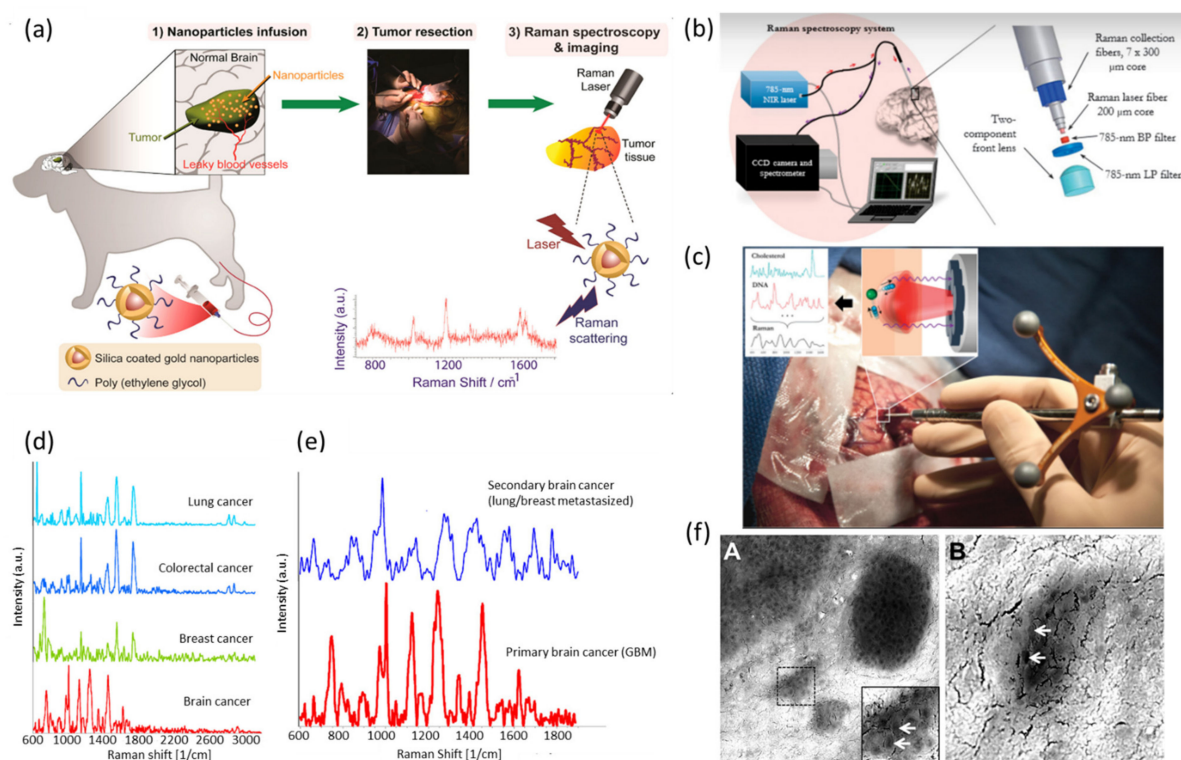 (a)
1) Nanoparticles infusion
2) Tumor resection
3) Raman spectroscopy
& imaging
Normal Brain
Nanoparticles
Tumor
Leaky blood vessels
Raman
Laser
Tumor
tissue
Laser
Raman
scattering
Silica coated gold nanoparticles
Poly (ethylene glycol)
Intensity (a.u.)
800
1200
1600
Raman Shift / cm-1
(b)
Raman spectroscopy system
785-nm
NIR laser
CCD camera and
spectrometer
Raman collection
fibers, 7 x 300
µm core
Raman laser fiber
200 µm core
785-nm BP filter
785-nm LP filter
Two-
component
front lens
(c)
Cholesterol
DNA
...
Raman
(d)
Intensity (a.u.)
Lung cancer
Colorectal cancer
Breast cancer
Brain cancer
600 1000 1400 1800 2200 2600 3000
Raman shift [1/cm]
(e)
Intensity (a.u.)
Secondary brain cancer
(lung/breast metastasized)
Primary brain cancer (GBM)
600 800 1000 1200 1400 1600 1800
Raman Shift [1/cm]
(f)
A
B